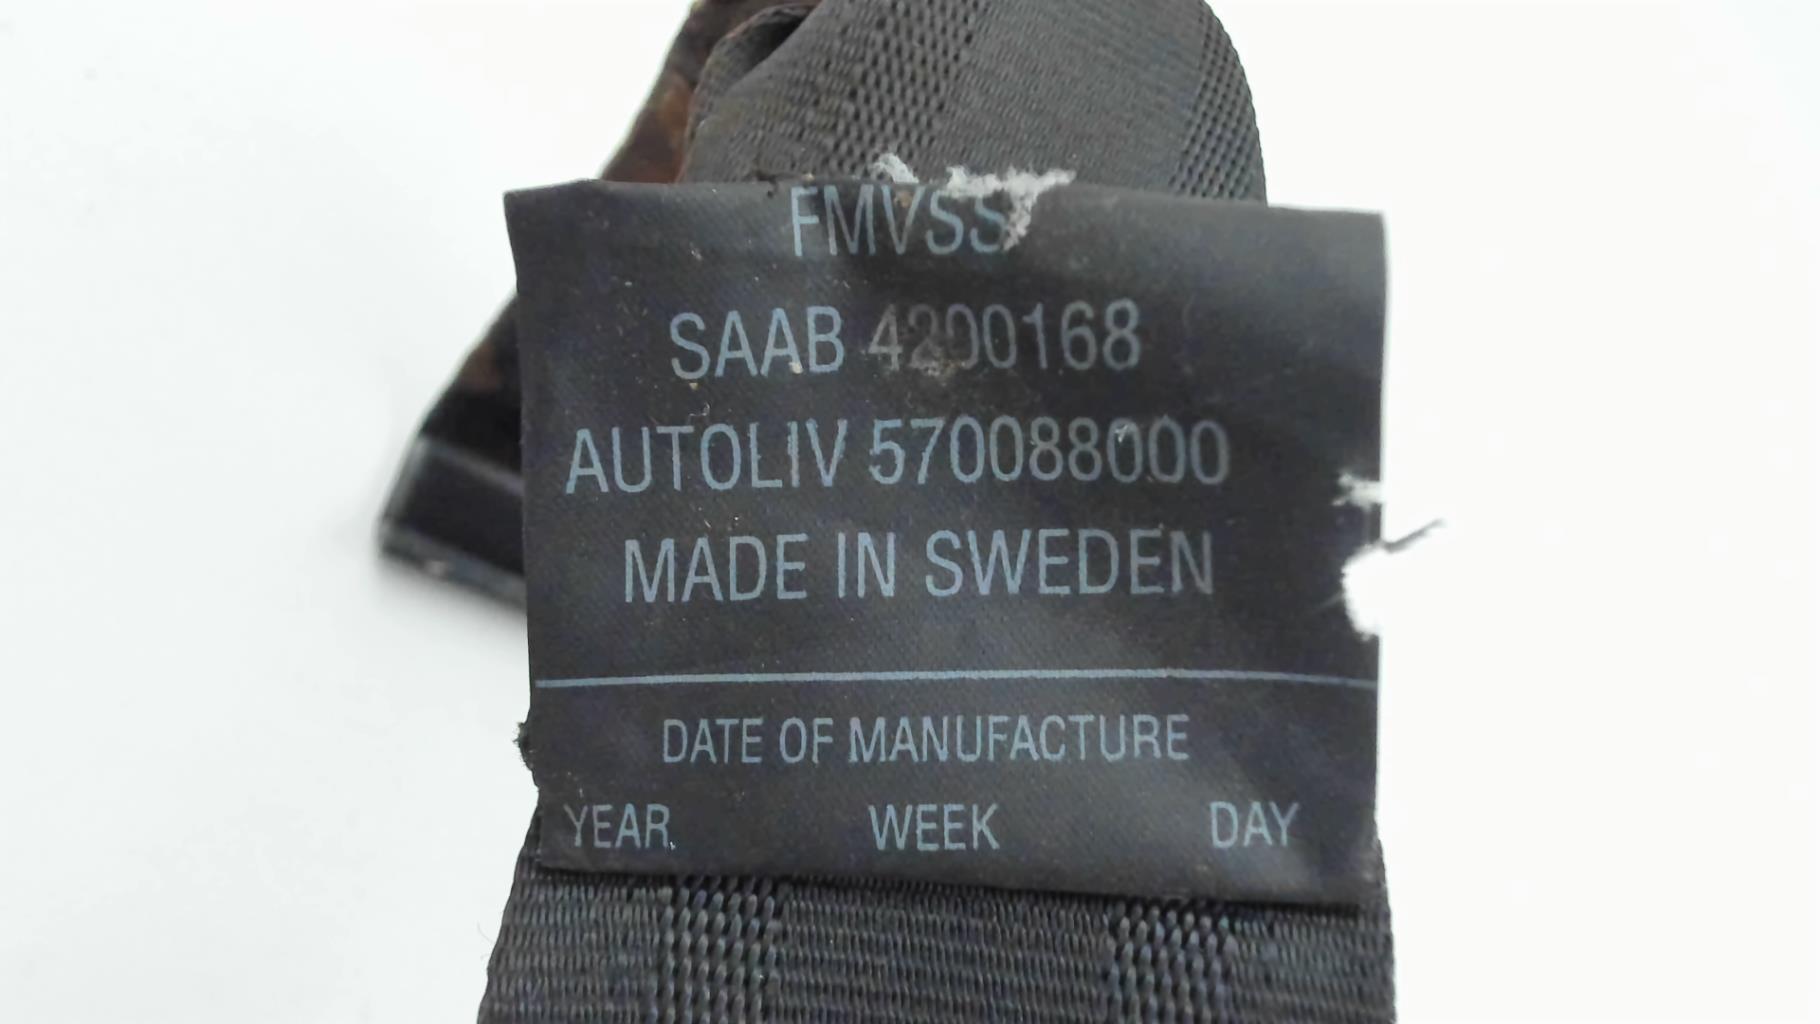 FMVSS
SAAB 4200168
AUTOLIV 570088000
MADE IN SWEDEN
DATE OF MANUFACTURE
YEAR WEEK DAY